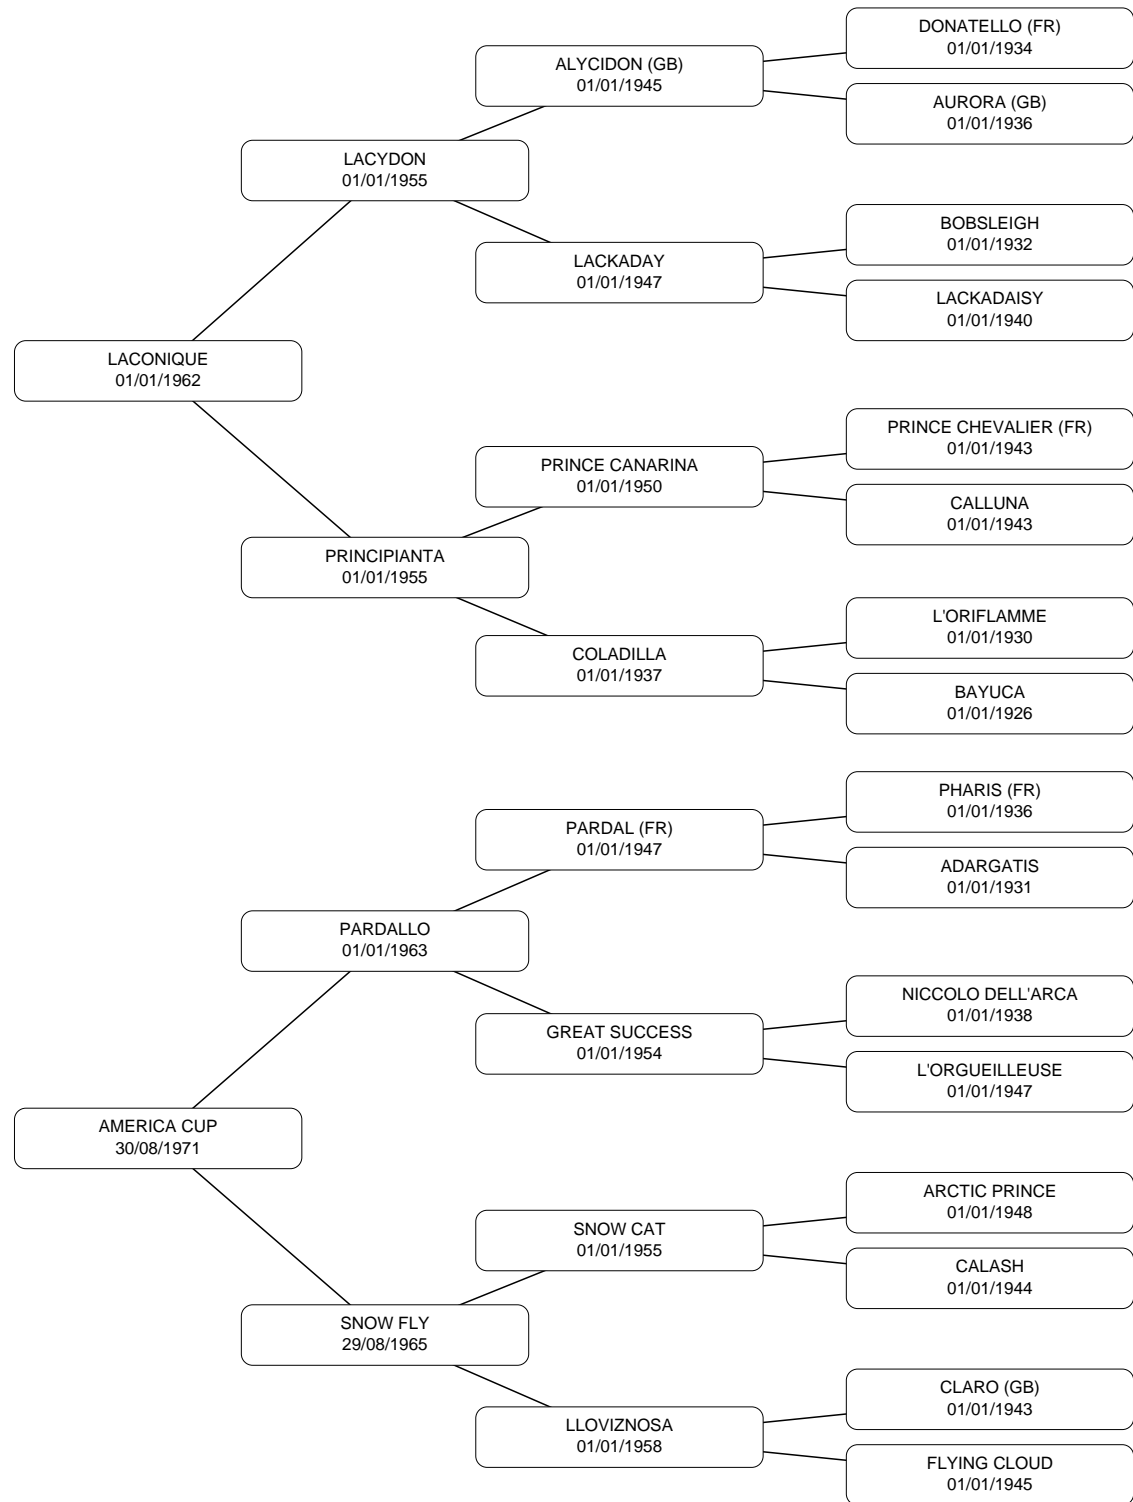 DONATELLO (FR)
01/01/1934
ALYCIDON (GB)
01/01/1945
AURORA (GB)
01/01/1936
LACYDON
01/01/1955
BOBSLEIGH
01/01/1932
LACKADAY
01/01/1947
LACKADAISY
01/01/1940
LACONIQUE
01/01/1962
PRINCE CHEVALIER (FR)
01/01/1943
PRINCE CANARINA
01/01/1950
CALLUNA
01/01/1943
PRINCIPIANTA
01/01/1955
L'ORIFLAMME
01/01/1930
COLADILLA
01/01/1937
BAYUCA
01/01/1926
PHARIS (FR)
01/01/1936
PARDAL (FR)
01/01/1947
ADARGATIS
01/01/1931
PARDALLO
01/01/1963
NICCOLO DELL'ARCA
01/01/1938
GREAT SUCCESS
01/01/1954
L'ORGUEILLEUSE
01/01/1947
AMERICA CUP
30/08/1971
ARCTIC PRINCE
01/01/1948
SNOW CAT
01/01/1955
CALASH
01/01/1944
SNOW FLY
29/08/1965
CLARO (GB)
01/01/1943
LLOVIZNOSA
01/01/1958
FLYING CLOUD
01/01/1945